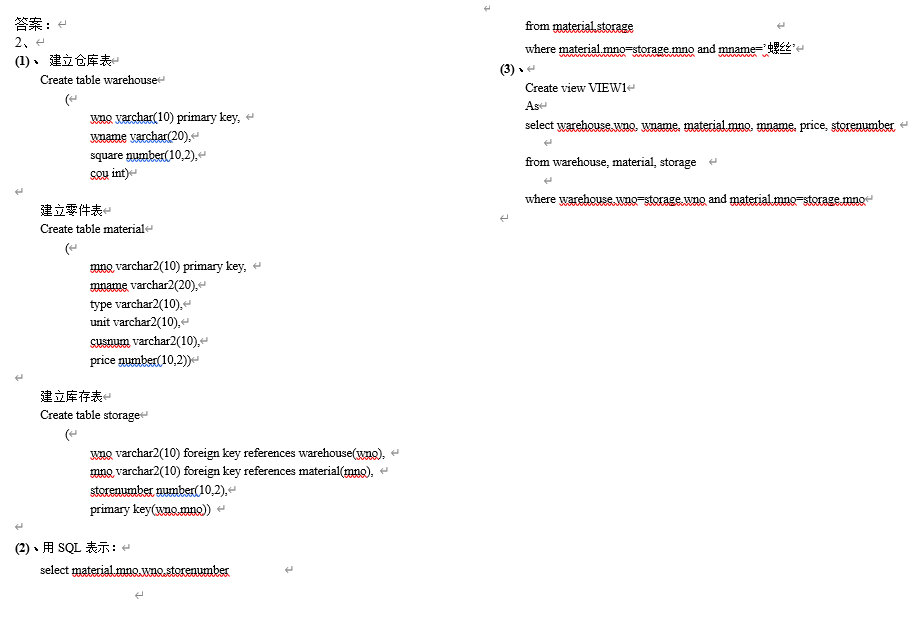 答案：
2、
(1)、 建立仓库表
Create table warehouse
(
wno varchar(10) primary key,
wname varchar(20),
square number(10,2),
cou int)
建立零件表
Create table material
(
mno varchar2(10) primary key,
mname varchar2(20),
type varchar2(10),
unit varchar2(10),
cusnum varchar2(10),
price number(10,2))
建立库存表
Create table storage
(
wno varchar2(10) foreign key references warehouse(wno),
mno varchar2(10) foreign key references material(mno),
storenumber number(10,2),
primary key(wno,mno))
(2)、用 SQL 表示：
select material.mno,wno,storenumber
from material,storage
where material.mno=storage.mno and mname=’螺丝’
(3)、
Create view VIEW1
As
select warehouse.wno, wname, material.mno, mname, price, storenumber
from warehouse, material, storage
where warehouse.wno=storage.wno and material.mno=storage.mno